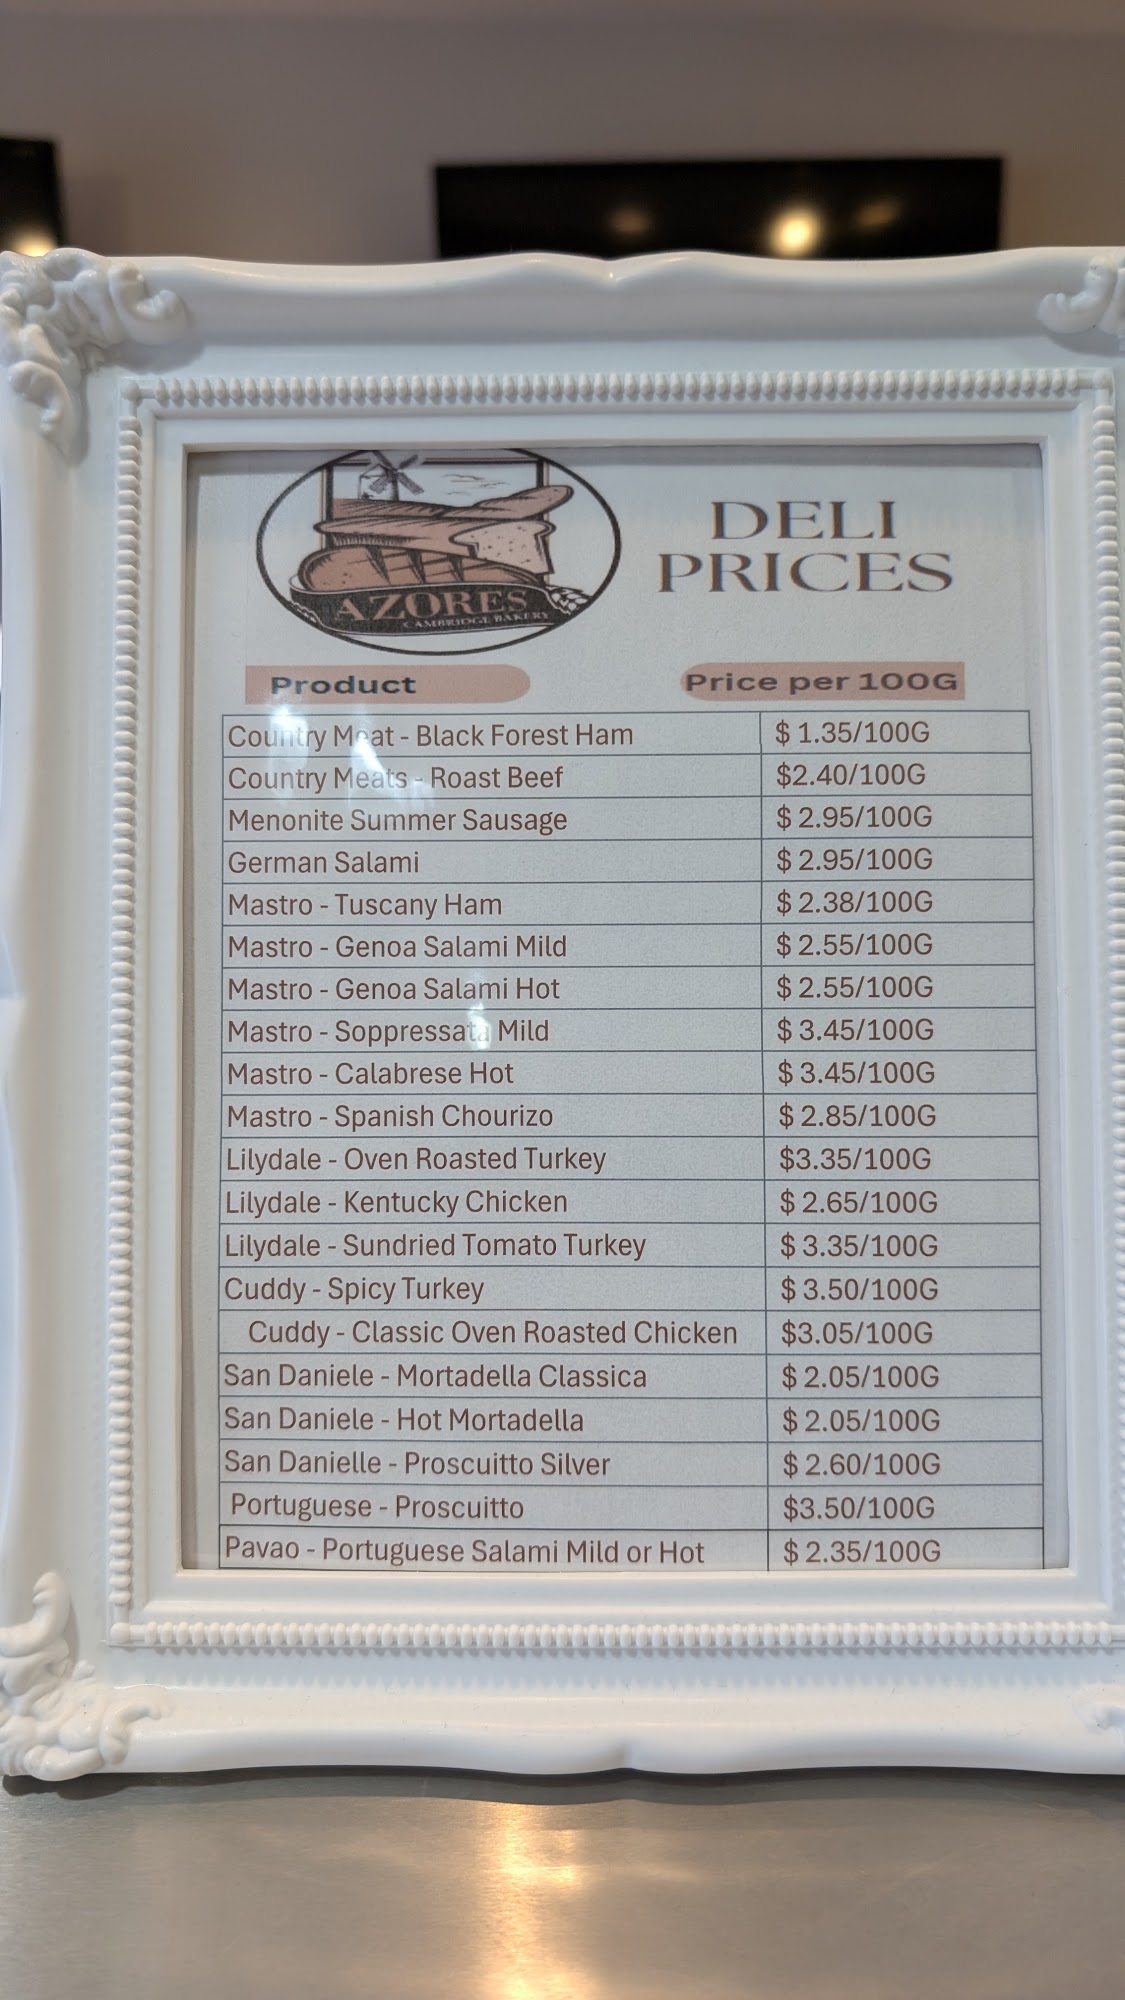 AZORES
CAMBRIDGE BAKERY
DELI
PRICES
Product Price per 100G
Country Meat - Black Forest Ham $ 1.35/100G
Country Meats - Roast Beef $2.40/100G
Menonite Summer Sausage $ 2.95/100G
German Salami $ 2.95/100G
Mastro - Tuscany Ham $ 2.38/100G
Mastro - Genoa Salami Mild $ 2.55/100G
Mastro - Genoa Salami Hot $ 2.55/100G
Mastro - Soppressata Mild $ 3.45/100G
Mastro - Calabrese Hot $ 3.45/100G
Mastro - Spanish Chourizo $ 2.85/100G
Lilydale - Oven Roasted Turkey $3.35/100G
Lilydale - Kentucky Chicken $ 2.65/100G
Lilydale - Sundried Tomato Turkey $ 3.35/100G
Cuddy - Spicy Turkey $ 3.50/100G
Cuddy - Classic Oven Roasted Chicken $3.05/100G
San Daniele - Mortadella Classica $ 2.05/100G
San Daniele - Hot Mortadella $ 2.05/100G
San Danielle - Proscuitto Silver $ 2.60/100G
Portuguese - Proscuitto $3.50/100G
Pavao - Portuguese Salami Mild or Hot $ 2.35/100G